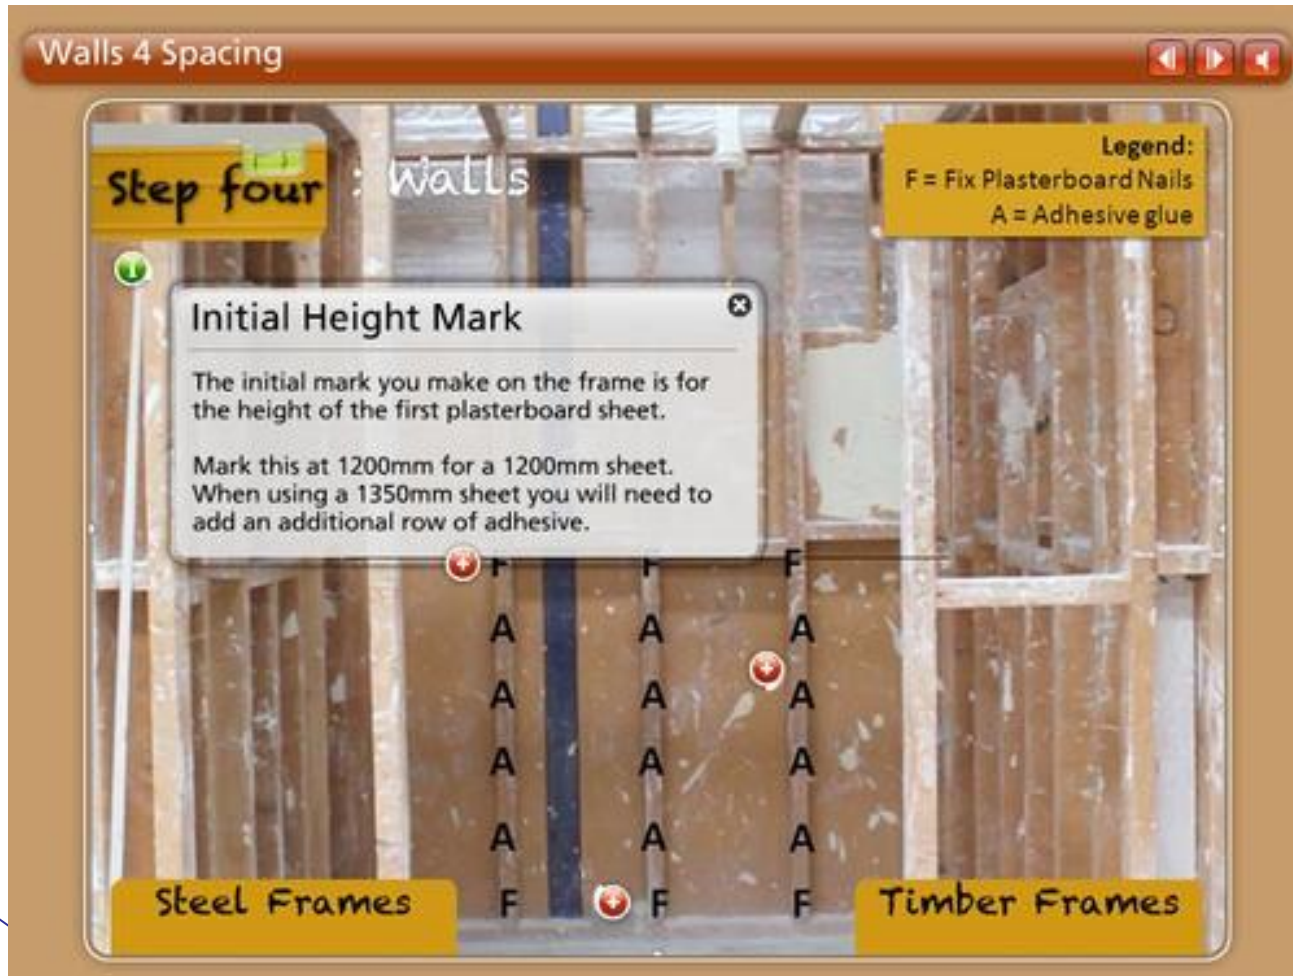 Walls 4 Spacing
Step four : Walls
Legend:
F = Fix Plasterboard Nails
A = Adhesive glue
Initial Height Mark
The initial mark you make on the frame is for
the height of the first plasterboard sheet.
Mark this at 1200mm for a 1200mm sheet.
When using a 1350mm sheet you will need to
add an additional row of adhesive.
F F F
A A A
A A A
A A A
A A A
F F F
Steel Frames
Timber Frames